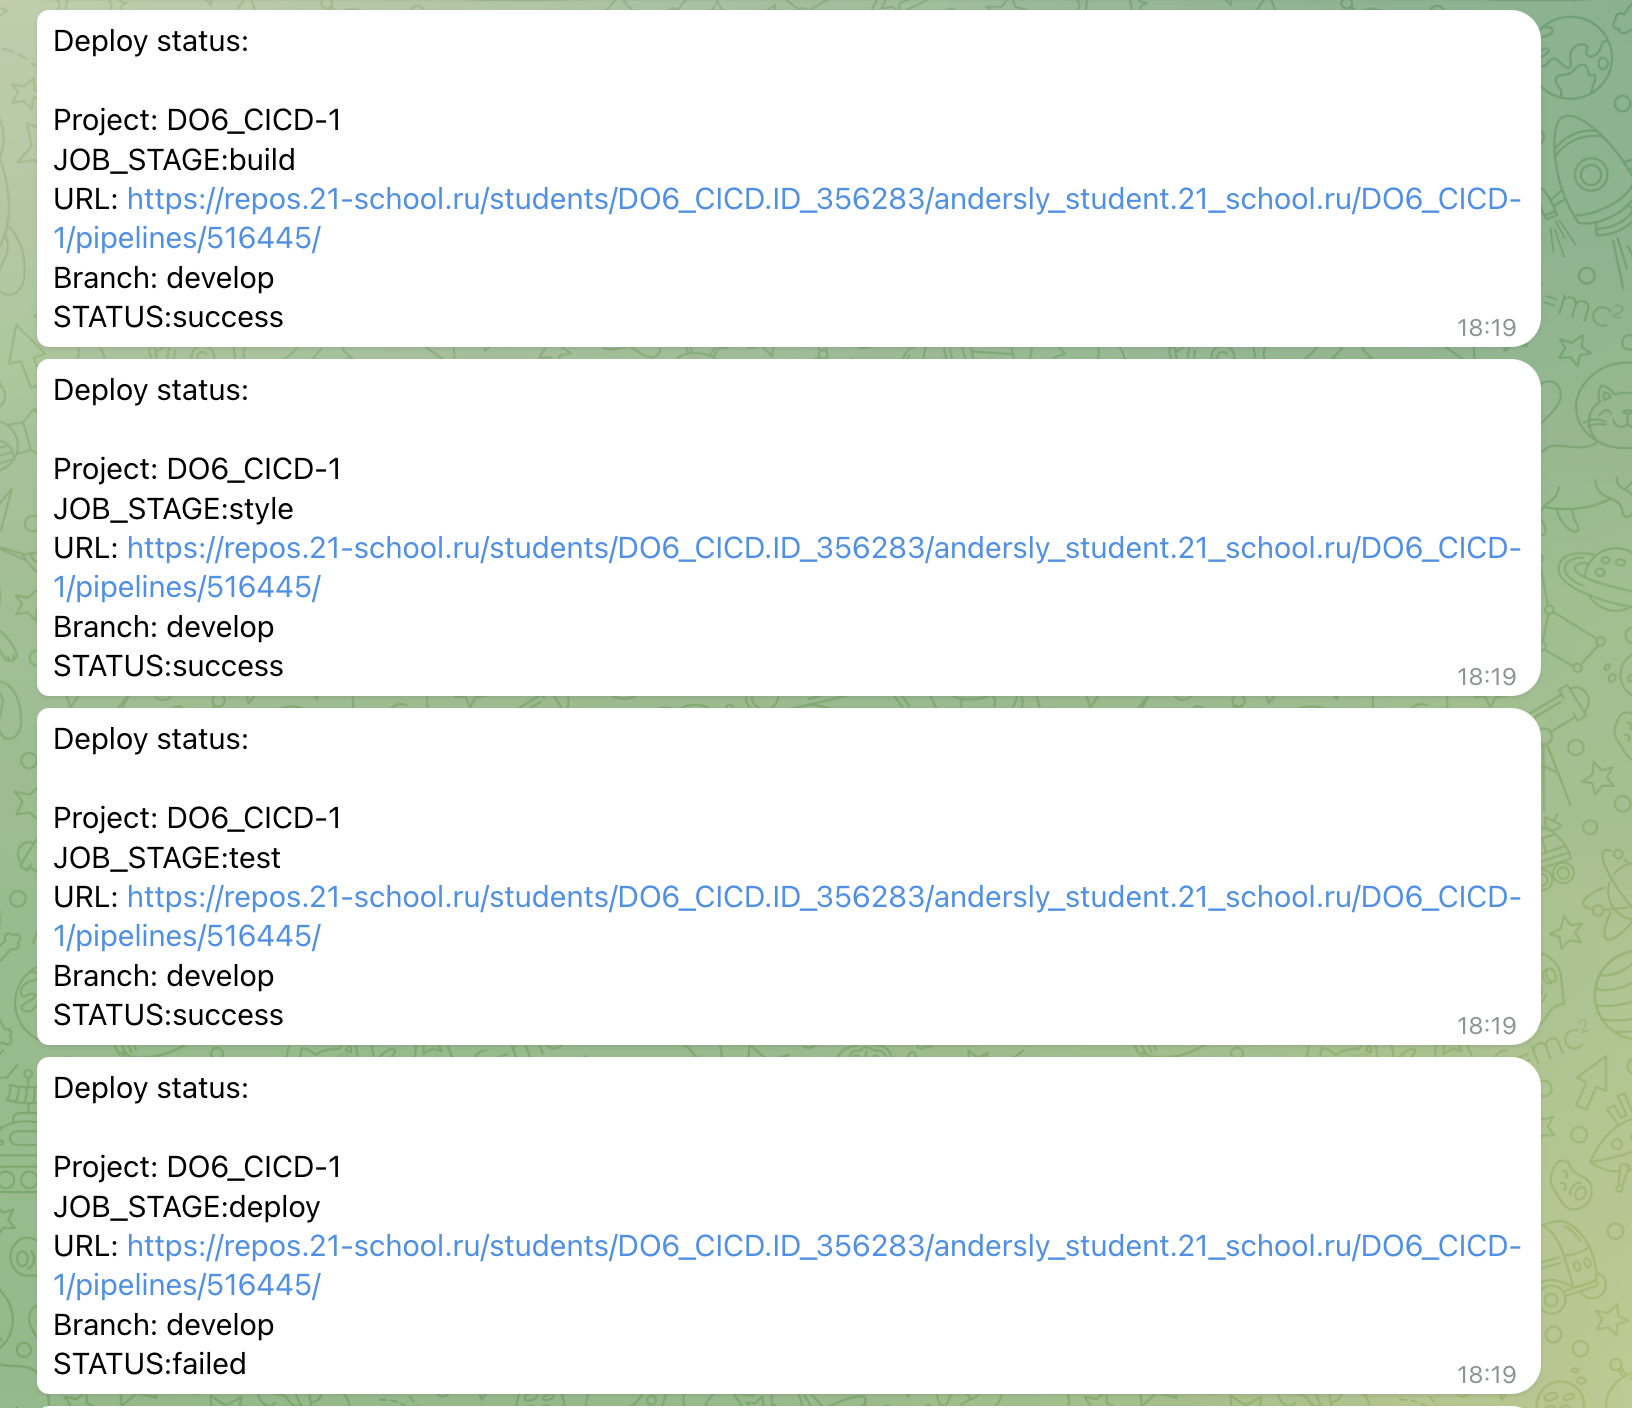 Deploy status:
Project: DO6_CICD-1
JOB_STAGE:build
URL: https://repos.21-school.ru/students/DO6_CICD.ID_356283/andersly_student.21_school.ru/DO6_CICD-
1/pipelines/516445/
Branch: develop
STATUS:success
18:19
Deploy status:
Project: DO6_CICD-1
JOB_STAGE:style
URL: https://repos.21-school.ru/students/DO6_CICD.ID_356283/andersly_student.21_school.ru/DO6_CICD-
1/pipelines/516445/
Branch: develop
STATUS:success
18:19
Deploy status:
Project: DO6_CICD-1
JOB_STAGE:test
URL: https://repos.21-school.ru/students/DO6_CICD.ID_356283/andersly_student.21_school.ru/DO6_CICD-
1/pipelines/516445/
Branch: develop
STATUS:success
18:19
Deploy status:
Project: DO6_CICD-1
JOB_STAGE:deploy
URL: https://repos.21-school.ru/students/DO6_CICD.ID_356283/andersly_student.21_school.ru/DO6_CICD-
1/pipelines/516445/
Branch: develop
STATUS:failed
18:19
=mc²
=mc²